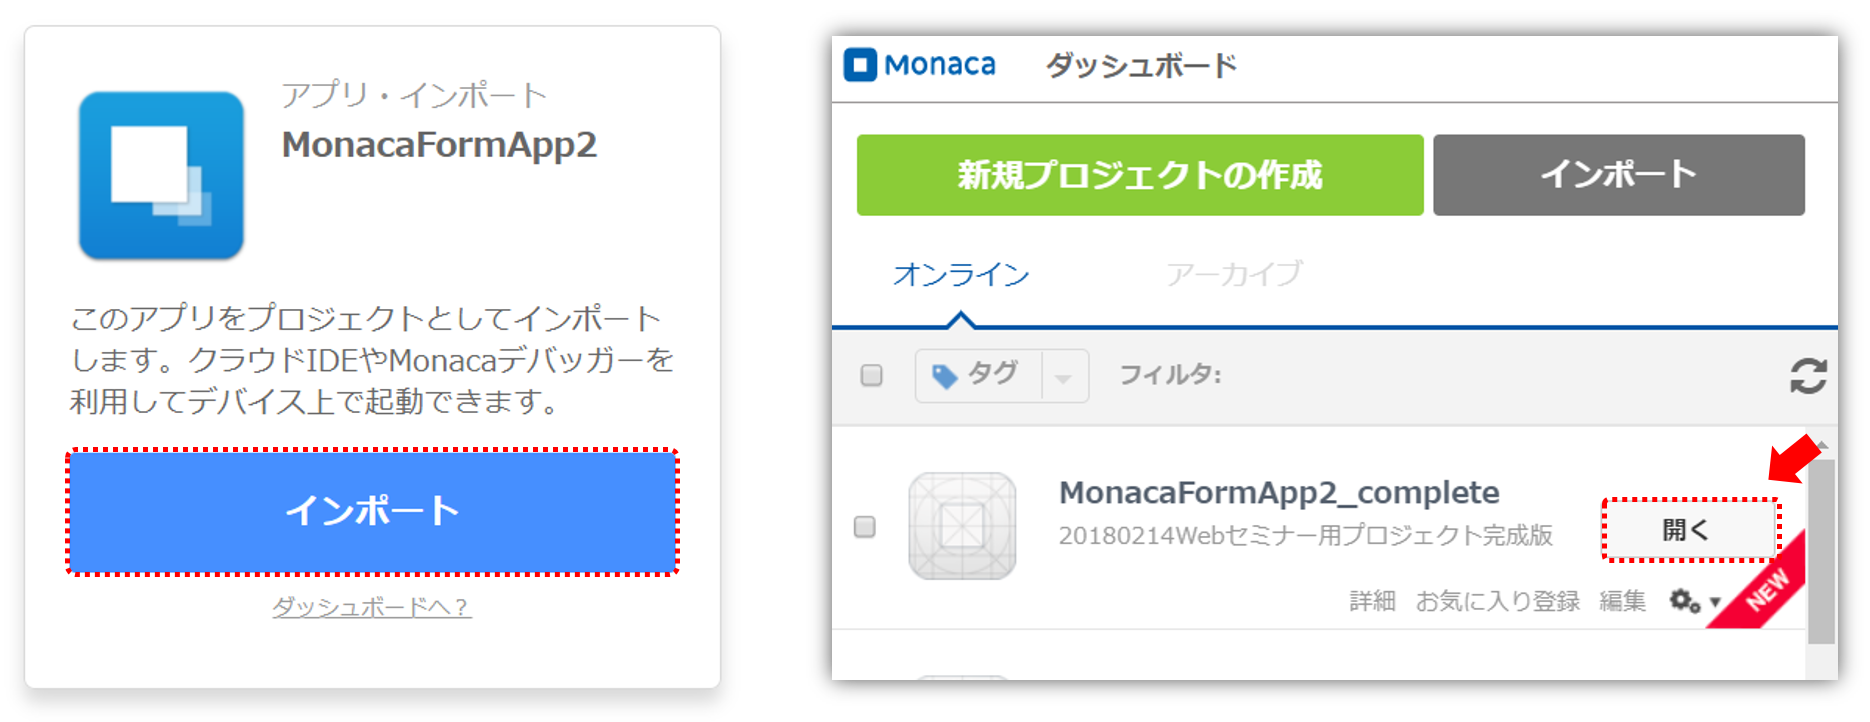 アプリ・インポート
MonacaFormApp2
このアプリをプロジェクトとしてインポート
します。クラウドIDEやMonacaデバッガーを
利用してデバイス上で起動できます。
インポート
ダッシュボードへ？
Monaca ダッシュボード
新規プロジェクトの作成 インポート
オンライン アーカイブ
タグ フィルタ:
MonacaFormApp2_complete
20180214Webセミナー用プロジェクト完成版
開く
詳細 お気に入り登録 編集
NEW